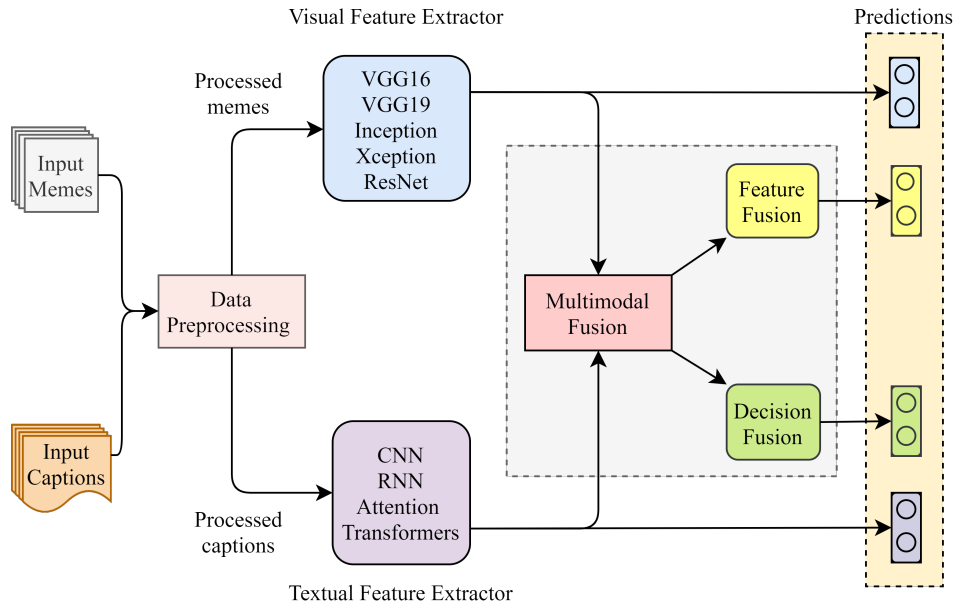 Visual Feature Extractor
Predictions
Processed
memes
VGG16
VGG19
Inception
Xception
ResNet
Input
Memes
Feature
Fusion
Data
Preprocessing
Multimodal
Fusion
Decision
Fusion
Input
Captions
CNN
RNN
Attention
Transformers
Processed
captions
Textual Feature Extractor